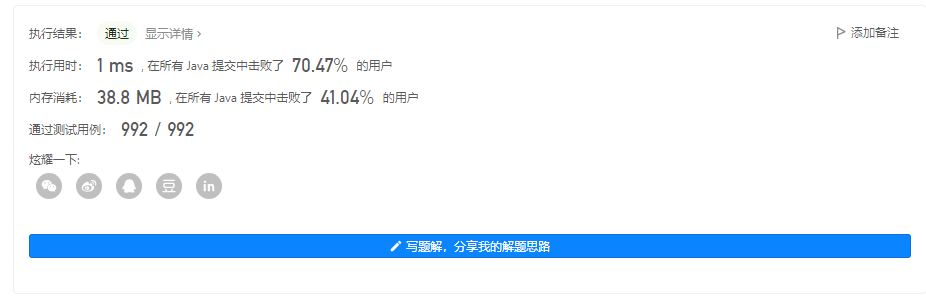 执行结果： 通过 显示详情 › 添加备注
执行用时： 1 ms , 在所有 Java 提交中击败了 70.47% 的用户
内存消耗： 38.8 MB , 在所有 Java 提交中击败了 41.04% 的用户
通过测试用例： 992 / 992
炫耀一下:
豆 in
写题解，分享我的解题思路